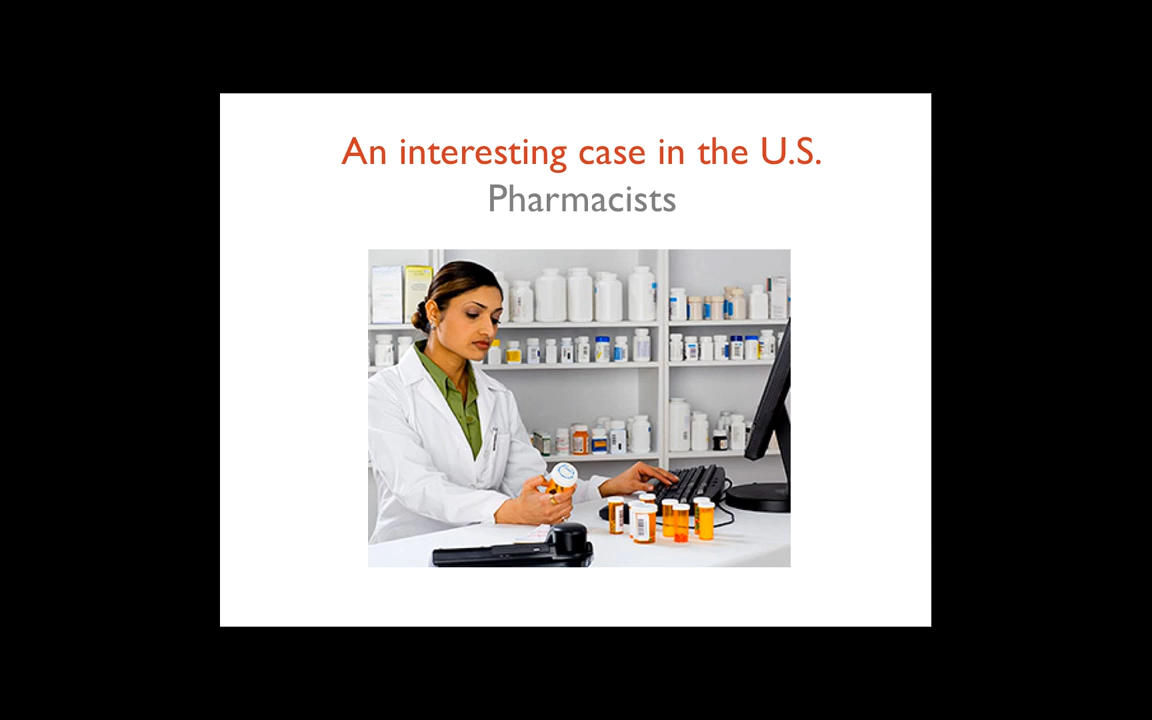 An interesting case in the U.S.
Pharmacists